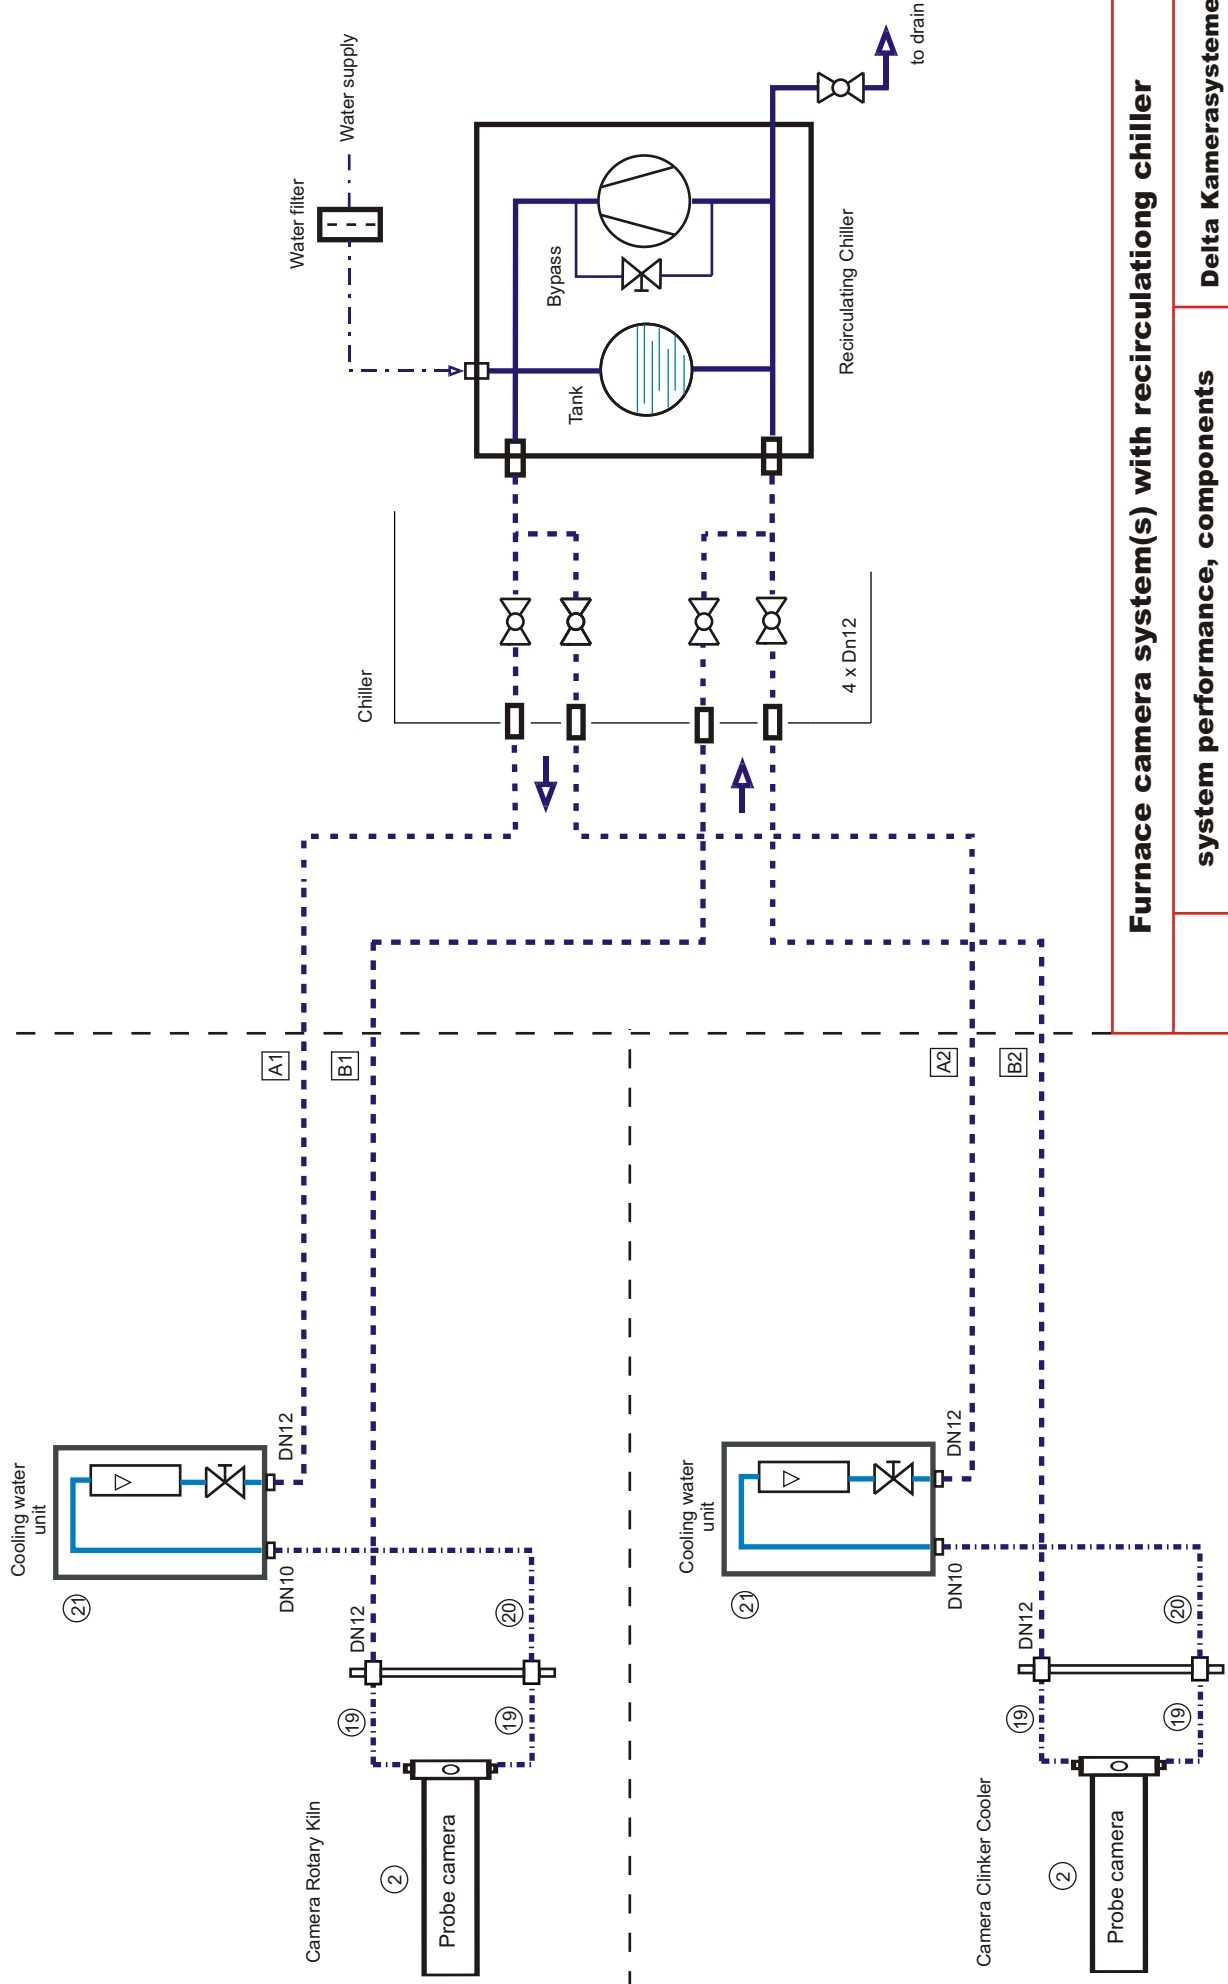 Cooling water
unit
21
DN10
DN12
A1
B1
DN12
20
19
19
Camera Rotary Kiln
2
Probe camera
Cooling water
unit
21
DN10
DN12
A2
B2
DN12
20
19
19
Camera Clinker Cooler
2
Probe camera
Chiller
4 x Dn12
Water filter
Water supply
Bypass
Tank
Recirculating Chiller
to drain
Furnace camera system(s) with recirculationg chiller
system performance, components
Delta Kamerasysteme